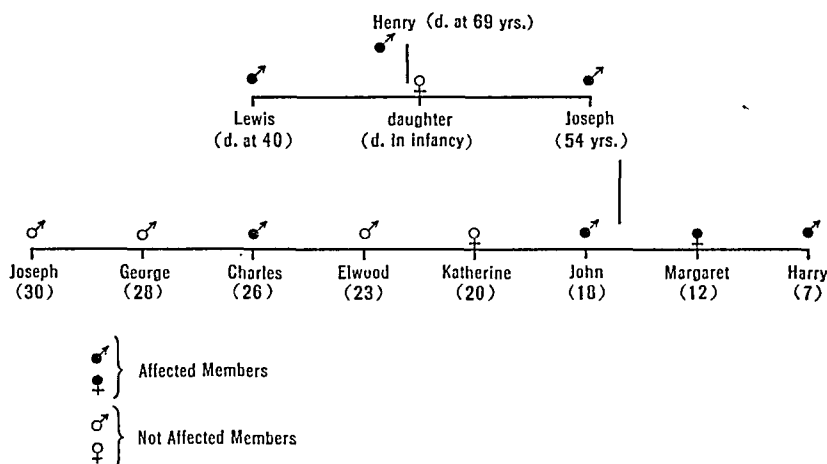 Henry (d. at 69 yrs.)
Lewis daughter Joseph
(d. at 40) (d. in infancy) (54 yrs.)
Joseph George Charles Elwood Katherine John Margaret Harry
(30) (28) (26) (23) (20) (18) (12) (7)
Affected Members
Not Affected Members